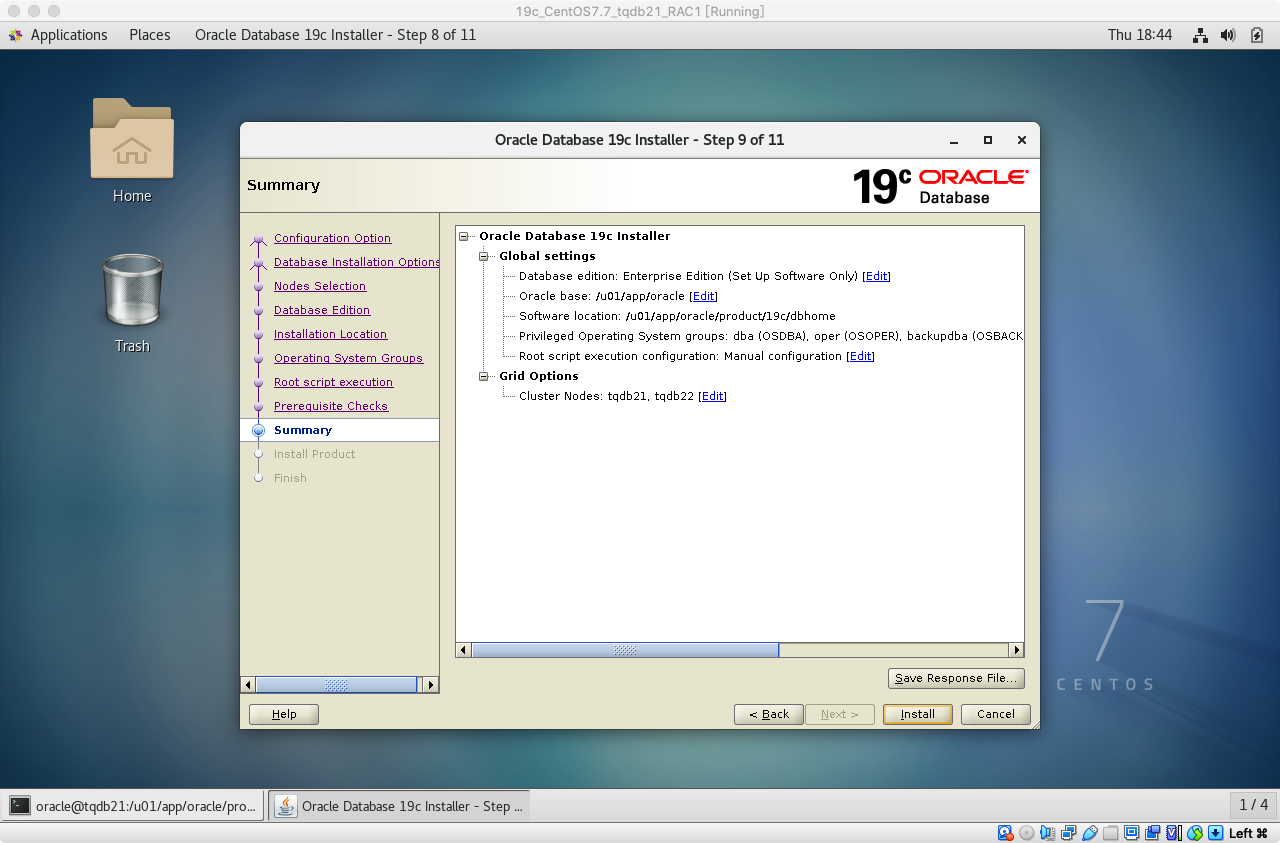 19c_CentOS7.7_tqdb21_RAC1 [Running]
Applications Places Oracle Database 19c Installer - Step 8 of 11 Thu 18:44
Home
Trash
Oracle Database 19c Installer - Step 9 of 11
Summary
19c ORACLE Database
Configuration Option
Database Installation Options
Nodes Selection
Database Edition
Installation Location
Operating System Groups
Root script execution
Prerequisite Checks
Summary
Install Product
Finish
Oracle Database 19c Installer
Global settings
Database edition: Enterprise Edition (Set Up Software Only) [Edit]
Oracle base: /u01/app/oracle [Edit]
Software location: /u01/app/oracle/product/19c/dbhome
Privileged Operating System groups: dba (OSDBA), oper (OSOPER), backupdba (OSBACK
Root script execution configuration: Manual configuration [Edit]
Grid Options
Cluster Nodes: tqdb21, tqdb22 [Edit]
Save Response File...
Help < Back Next > Install Cancel
7
CENTOS
oracle@tqdb21:/u01/app/oracle/pro... Oracle Database 19c Installer - Step ... 1 / 4
Left ⌘